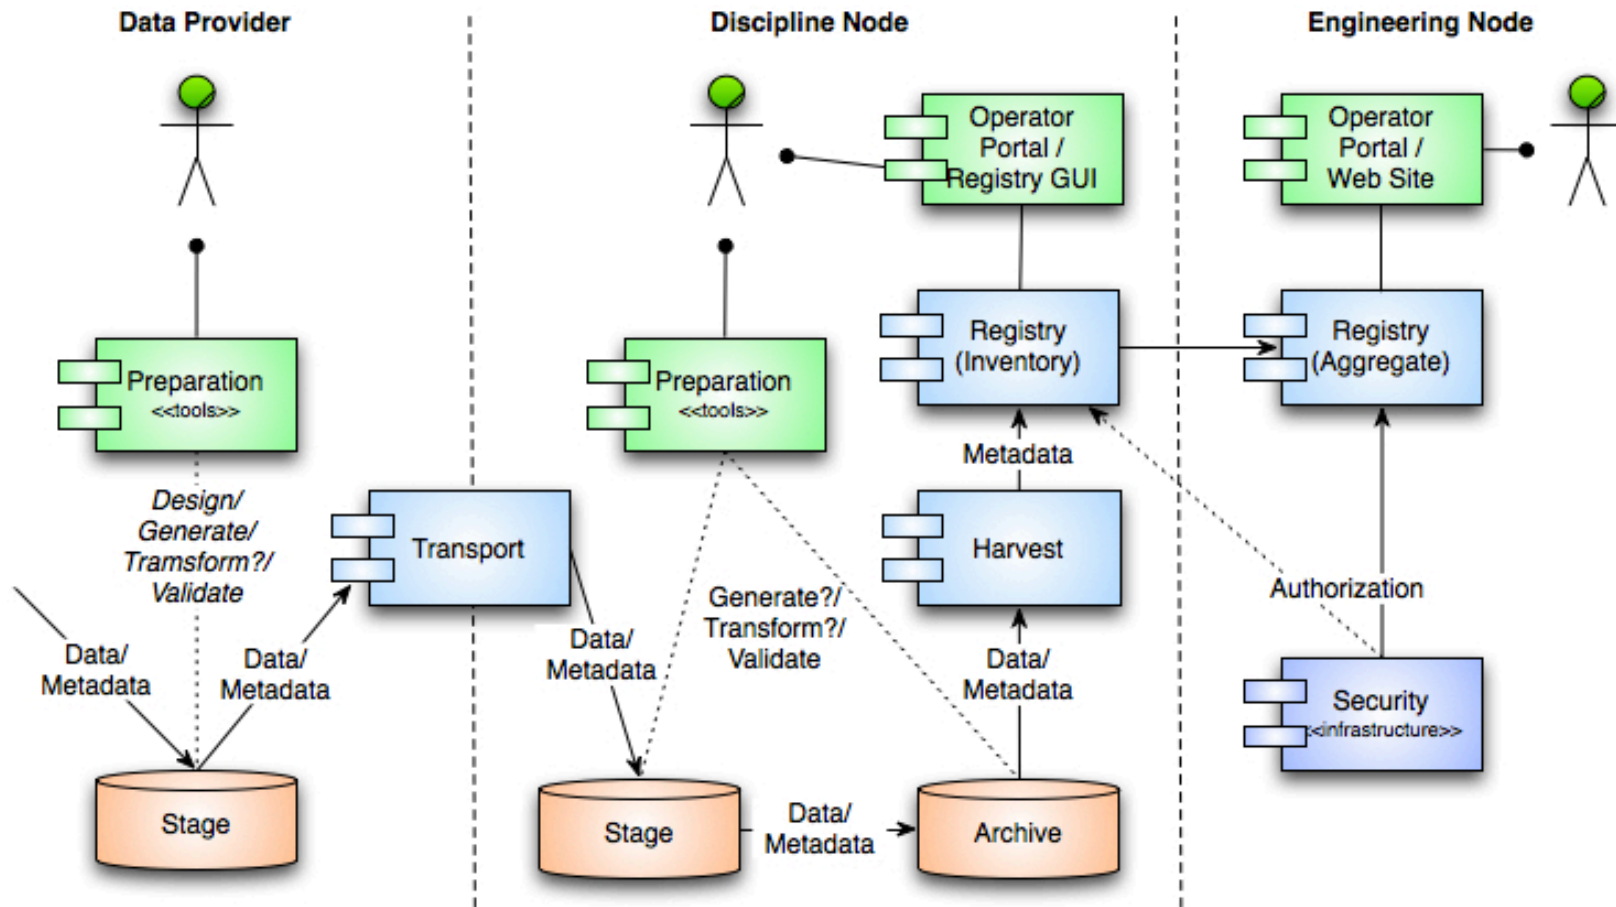 Data Provider
Discipline Node
Engineering Node
Operator
Portal /
Registry GUI
Operator
Portal /
Web Site
Registry
(Inventory)
Registry
(Aggregate)
Preparation
<<tools>>
Preparation
<<tools>>
Metadata
Design/
Generate/
Tramsform?/
Validate
Transport
Harvest
Generate?/
Transform?/
Validate
Authorization
Data/
Metadata
Data/
Metadata
Data/
Metadata
Data/
Metadata
Security
<<infrastructure>>
Stage
Stage
Data/
Metadata
Archive